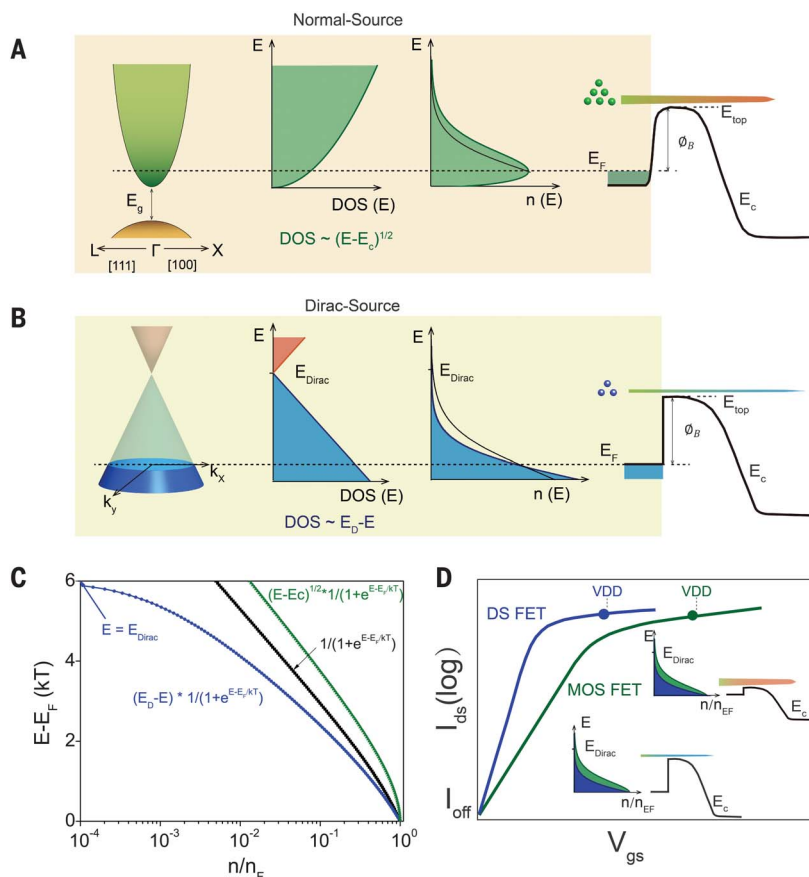 Normal-Source
A
E
E
E_top
ϕ_B
E_F
E_g
E_c
DOS (E)
n (E)
L Γ X
[111] [100]
DOS ~ (E-E_c)^1/2
Dirac-Source
B
E
E
E_Dirac
E_Dirac
E_top
ϕ_B
E_F
k_X
E_c
k_y
DOS (E)
n (E)
DOS ~ E_D-E
C
6
4
2
0
E-E_F (kT)
(E-Ec)^1/2*1/(1+e^E-E_F/kT)
E = E_Dirac
1/(1+e^E-E_F/kT)
(E_D-E) * 1/(1+e^E-E_F/kT)
10^-4 10^-3 10^-2 10^-1 10^0
n/n_F
D
VDD VDD
DS FET
MOS FET
E
E_Dirac
n/n_EF
E_c
E
E_Dirac
n/n_EF
E_c
I_ds(log)
I_off
V_gs